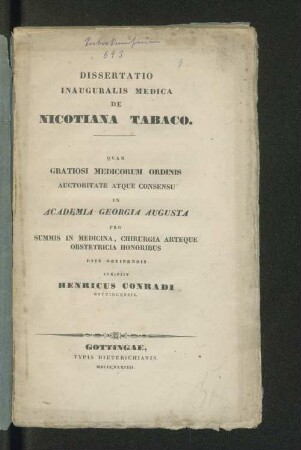 643
DISSERTATIO
INAUGURALIS MEDICA
DE
NICOTIANA TABACO.
QUAM
GRATIOSI MEDICORUM ORDINIS
AUCTORITATE ATQUE CONSENSU
IN
ACADEMIA GEORGIA AUGUSTA
PRO
SUMMIS IN MEDICINA, CHIRURGIA ARTEQUE
OBSTETRICIA HONORIBUS
RITE OBTINENDIS
SCRIPSIT
HENRICUS CONRADI
GOTTINGENSIS.
GOTTINGAE,
TYPIS DIETERICHIANIS.